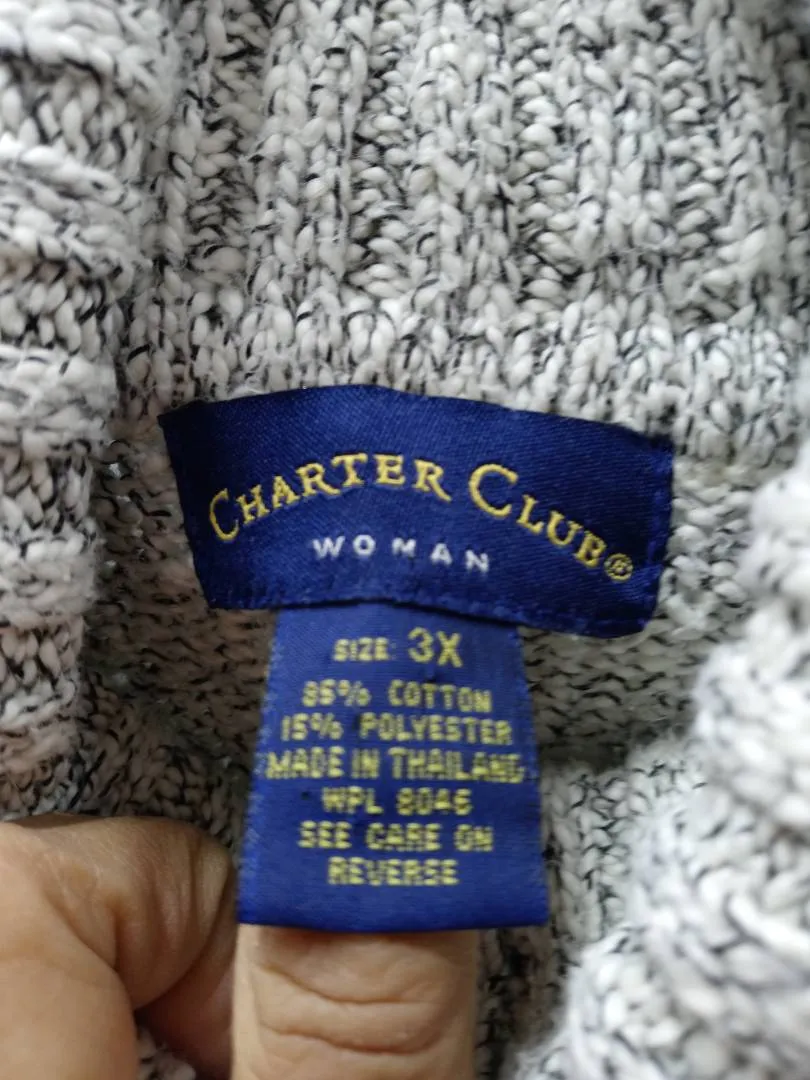 CHARTER CLUB®
WOMAN
SIZE: 3X
85% COTTON
15% POLYESTER
MADE IN THAILAND
WPL 8046
SEE CARE ON
REVERSE